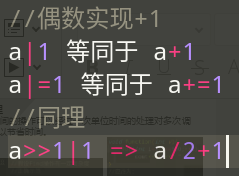 //偶数实现+1
a|1 等同于 a+1
a|=1 等同于 a+=1
//同理
a>>1|1 => a/2+1